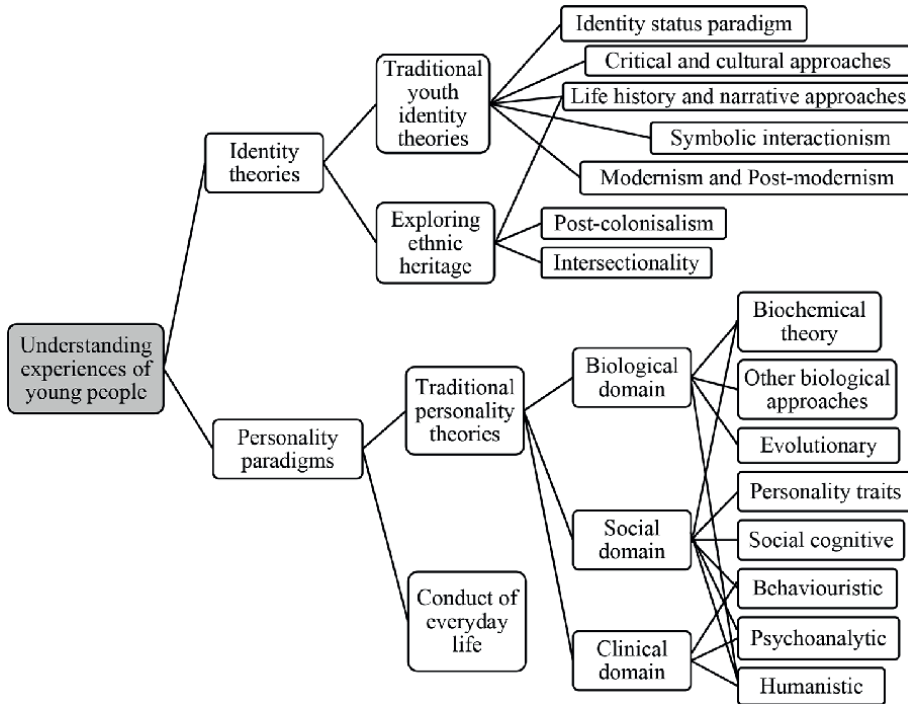 Identity status paradigm
Critical and cultural approaches
Life history and narrative approaches
Symbolic interactionism
Modernism and Post-modernism
Traditional
youth
identity
theories
Identity
theories
Exploring
ethnic
heritage
Post-colonisalism
Intersectionality
Understanding
experiences of
young people
Personality
paradigms
Traditional
personality
theories
Conduct of
everyday
life
Biological
domain
Social
domain
Clinical
domain
Biochemical
theory
Other biological
approaches
Evolutionary
Personality traits
Social cognitive
Behaviouristic
Psychoanalytic
Humanistic